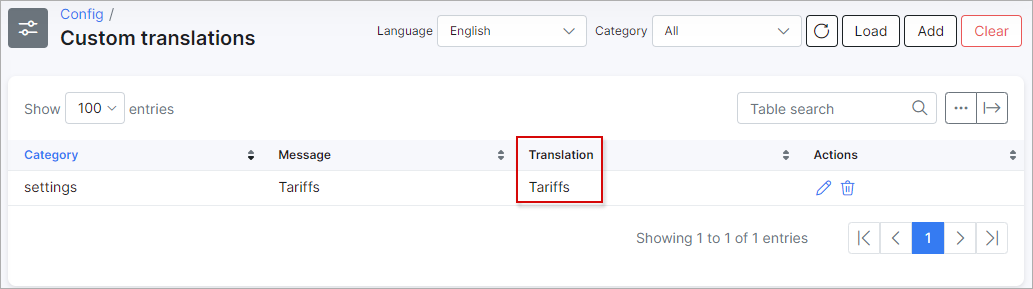 Config /
Custom translations
Language English Category All Load Add Clear
Show 100 entries Table search
Category Message Translation Actions
settings Tariffs Tariffs
Showing 1 to 1 of 1 entries 1